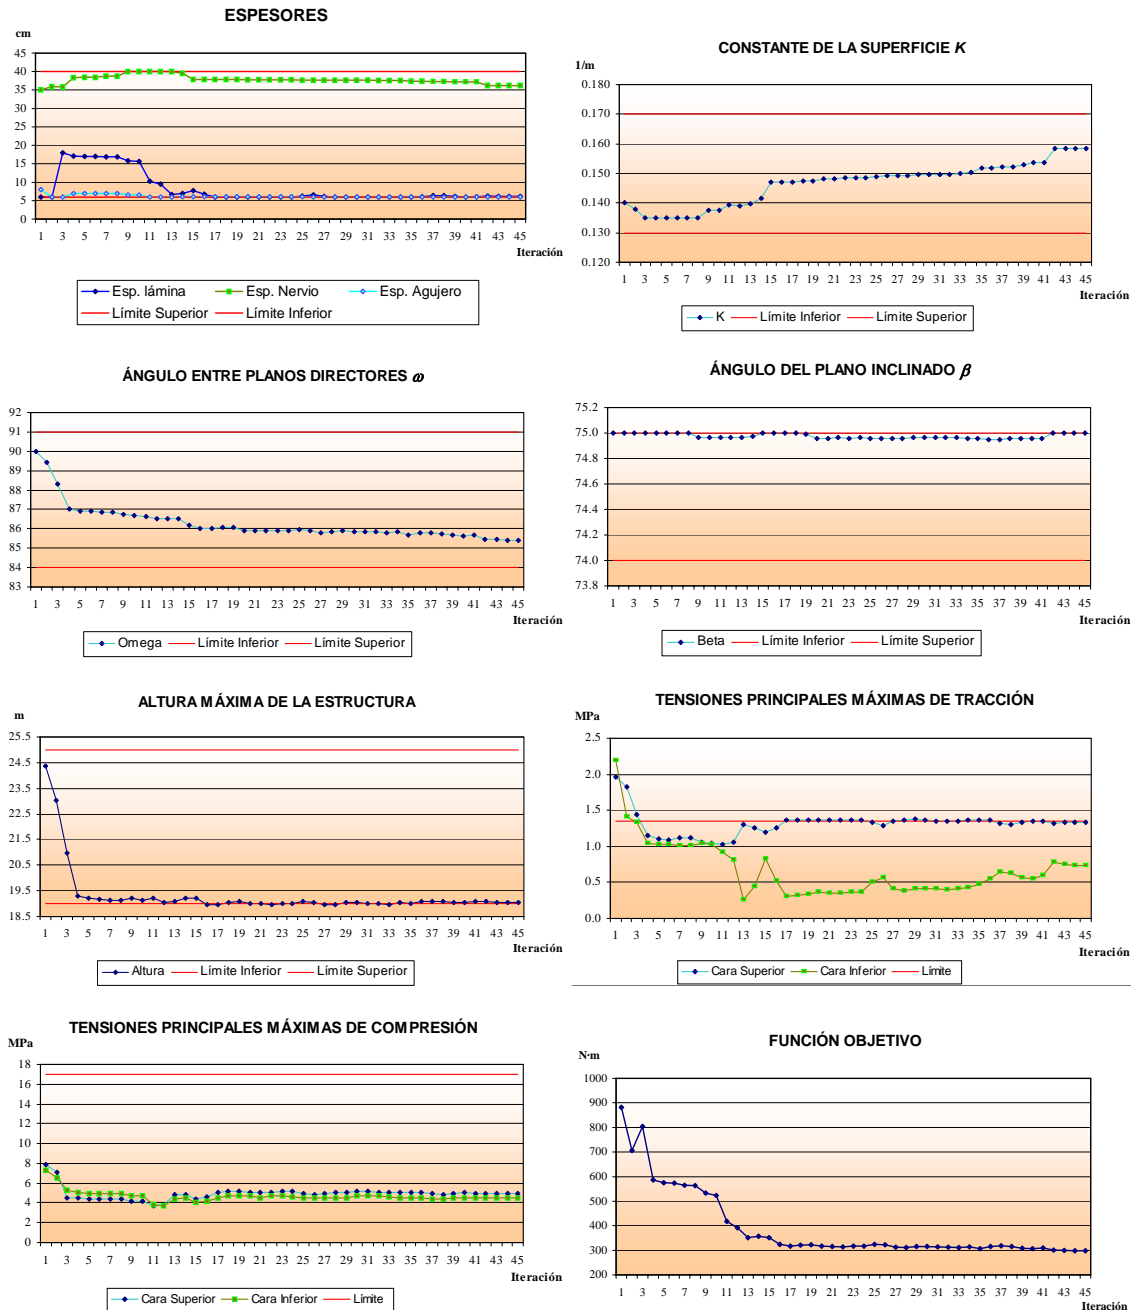 ESPESORES
cm
45
40
35
30
25
20
15
10
5
0
1 3 5 7 9 11 13 15 17 19 21 23 25 27 29 31 33 35 37 39 41 43 45
Iteración
Esp. lámina Esp. Nervio Esp. Agujero
Límite Superior Límite Inferior
CONSTANTE DE LA SUPERFICIE K
1/m
0.180
0.170
0.160
0.150
0.140
0.130
0.120
1 3 5 7 9 11 13 15 17 19 21 23 25 27 29 31 33 35 37 39 41 43 45
Iteración
K Límite Inferior Límite Superior
ÁNGULO ENTRE PLANOS DIRECTORES ω
92
91
90
89
88
87
86
85
84
83
1 3 5 7 9 11 13 15 17 19 21 23 25 27 29 31 33 35 37 39 41 43 45
Iteración
Omega Límite Inferior Límite Superior
ÁNGULO DEL PLANO INCLINADO β
75.2
75.0
74.8
74.6
74.4
74.2
74.0
73.8
1 3 5 7 9 11 13 15 17 19 21 23 25 27 29 31 33 35 37 39 41 43 45
Iteración
Beta Límite Inferior Límite Superior
ALTURA MÁXIMA DE LA ESTRUCTURA
m
25.5
24.5
23.5
22.5
21.5
20.5
19.5
18.5
1 3 5 7 9 11 13 15 17 19 21 23 25 27 29 31 33 35 37 39 41 43 45
Iteración
Altura Límite Inferior Límite Superior
TENSIONES PRINCIPALES MÁXIMAS DE TRACCIÓN
MPa
2.5
2.0
1.5
1.0
0.5
0.0
1 3 5 7 9 11 13 15 17 19 21 23 25 27 29 31 33 35 37 39 41 43 45
Iteración
Cara Superior Cara Inferior Límite
TENSIONES PRINCIPALES MÁXIMAS DE COMPRESIÓN
MPa
18
16
14
12
10
8
6
4
2
0
1 3 5 7 9 11 13 15 17 19 21 23 25 27 29 31 33 35 37 39 41 43 45
Iteración
Cara Superior Cara Inferior Límite
FUNCIÓN OBJETIVO
N·m
1000
900
800
700
600
500
400
300
200
1 3 5 7 9 11 13 15 17 19 21 23 25 27 29 31 33 35 37 39 41 43 45
Iteración